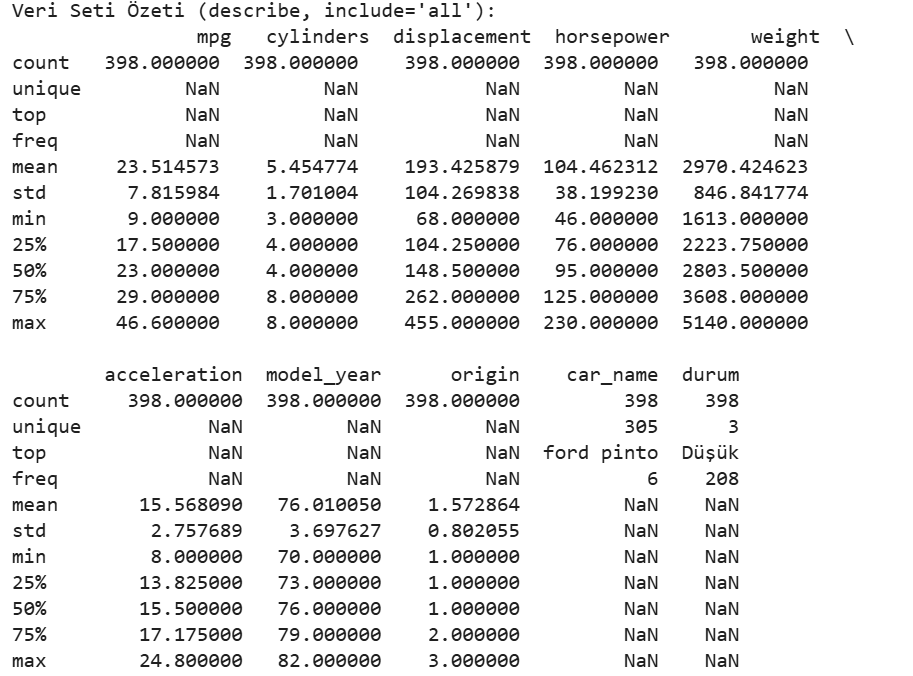 Veri Seti Özeti (describe, include='all'):
               mpg   cylinders  displacement  horsepower       weight  \
count   398.000000  398.000000    398.000000  398.000000   398.000000
unique         NaN         NaN           NaN         NaN          NaN
top            NaN         NaN           NaN         NaN          NaN
freq           NaN         NaN           NaN         NaN          NaN
mean     23.514573    5.454774    193.425879  104.462312  2970.424623
std       7.815984    1.701004    104.269838   38.199230   846.841774
min       9.000000    3.000000     68.000000   46.000000  1613.000000
25%      17.500000    4.000000    104.250000   76.000000  2223.750000
50%      23.000000    4.000000    148.500000   95.000000  2803.500000
75%      29.000000    8.000000    262.000000  125.000000  3608.000000
max      46.600000    8.000000    455.000000  230.000000  5140.000000

        acceleration  model_year      origin    car_name  durum
count     398.000000  398.000000  398.000000         398    398
unique           NaN         NaN         NaN         305      3
top              NaN         NaN         NaN  ford pinto  Düşük
freq             NaN         NaN         NaN           6    208
mean       15.568090   76.010050    1.572864         NaN    NaN
std         2.757689    3.697627    0.802055         NaN    NaN
min         8.000000   70.000000    1.000000         NaN    NaN
25%        13.825000   73.000000    1.000000         NaN    NaN
50%        15.500000   76.000000    1.000000         NaN    NaN
75%        17.175000   79.000000    2.000000         NaN    NaN
max        24.800000   82.000000    3.000000         NaN    NaN